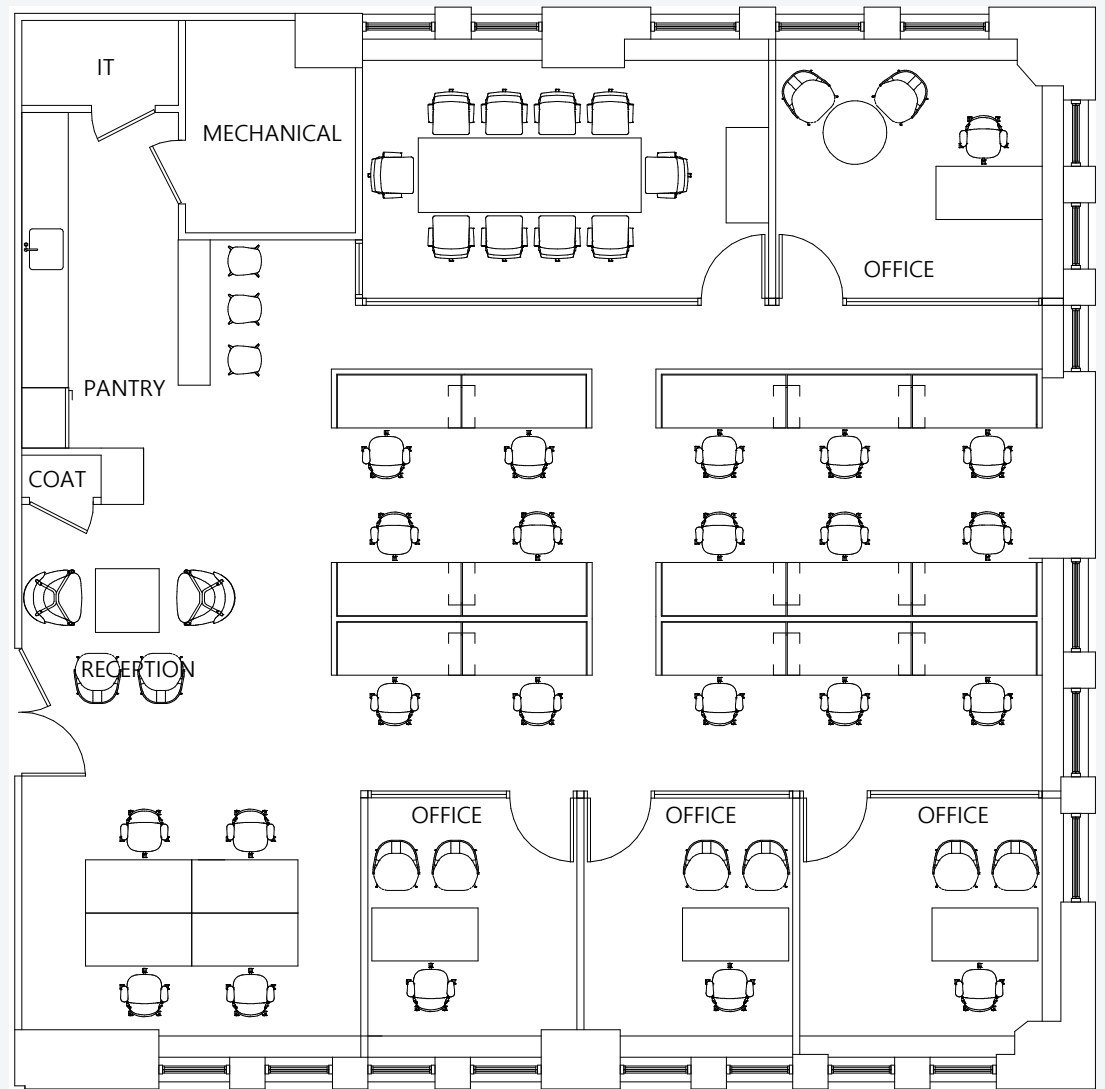 IT
MECHANICAL
OFFICE
PANTRY
COAT
RECEPTION
OFFICE
OFFICE
OFFICE